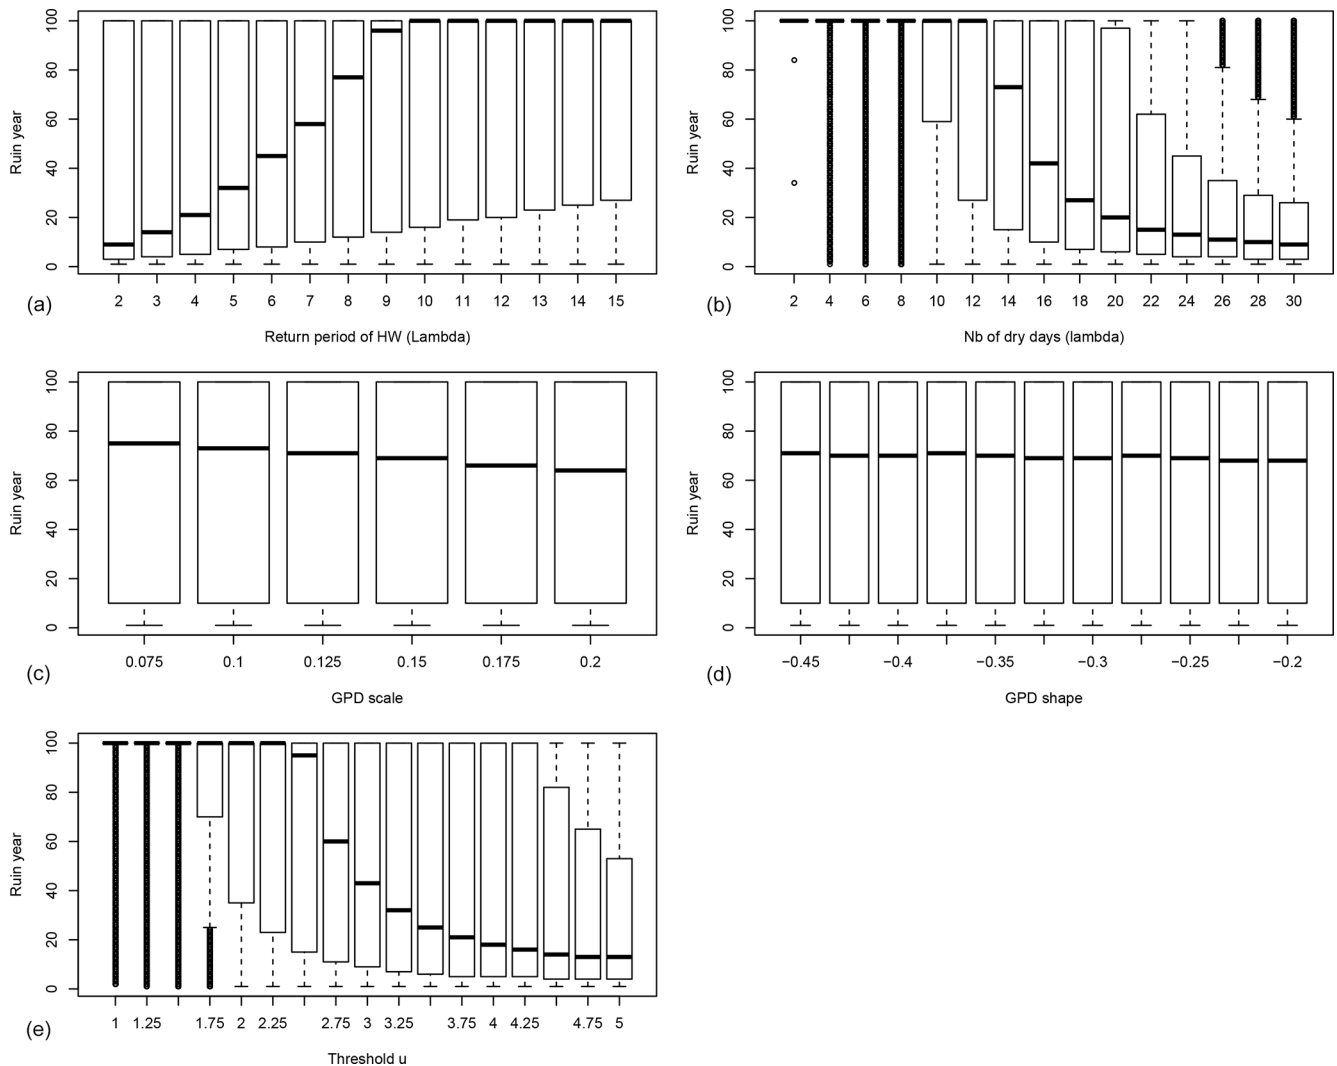 Ruin year
0 20 40 60 80 100
2 3 4 5 6 7 8 9 10 11 12 13 14 15
(a)
Return period of HW (Lambda)
Ruin year
0 20 40 60 80 100
2 4 6 8 10 12 14 16 18 20 22 24 26 28 30
(b)
Nb of dry days (lambda)
Ruin year
0 20 40 60 80 100
0.075 0.1 0.125 0.15 0.175 0.2
(c)
GPD scale
Ruin year
0 20 40 60 80 100
−0.45 −0.4 −0.35 −0.3 −0.25 −0.2
(d)
GPD shape
Ruin year
0 20 40 60 80 100
1 1.25 1.75 2 2.25 2.75 3 3.25 3.75 4 4.25 4.75 5
(e)
Threshold u